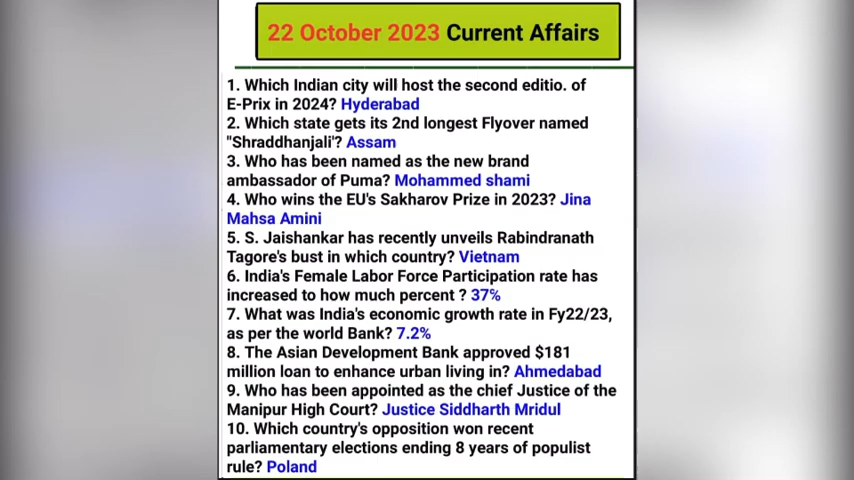 22 October 2023 Current Affairs
1. Which Indian city will host the second editio. of
E-Prix in 2024? Hyderabad
2. Which state gets its 2nd longest Flyover named
"Shraddhanjali'? Assam
3. Who has been named as the new brand
ambassador of Puma? Mohammed shami
4. Who wins the EU's Sakharov Prize in 2023? Jina
Mahsa Amini
5. S. Jaishankar has recently unveils Rabindranath
Tagore's bust in which country? Vietnam
6. India's Female Labor Force Participation rate has
increased to how much percent ? 37%
7. What was India's economic growth rate in Fy22/23,
as per the world Bank? 7.2%
8. The Asian Development Bank approved $181
million loan to enhance urban living in? Ahmedabad
9. Who has been appointed as the chief Justice of the
Manipur High Court? Justice Siddharth Mridul
10. Which country's opposition won recent
parliamentary elections ending 8 years of populist
rule? Poland